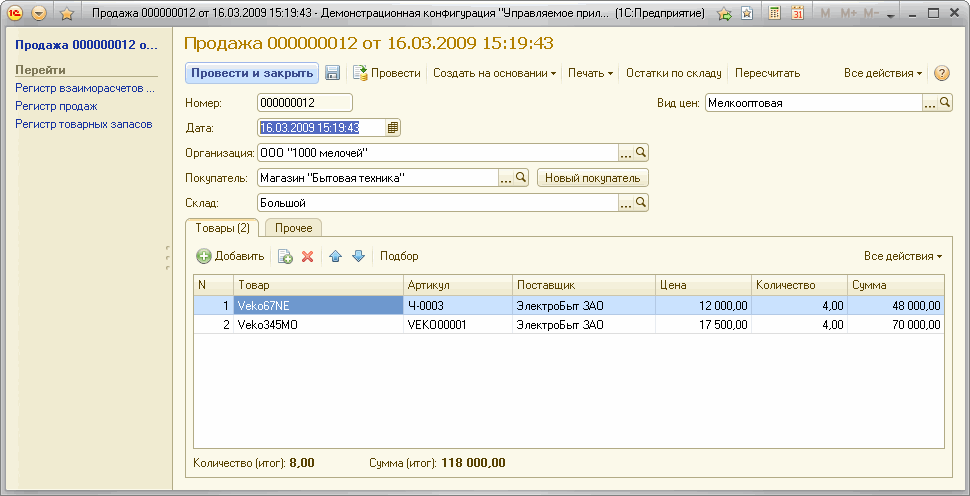 Продажа 000000012 от 16.03.2009 15:19:43 - Демонстрационная конфигурация "Управляемое прил... [1С:Предприятие] M M+ M-
Продажа 000000012 о...
Перейти
Регистр взаиморасчетов ...
Регистр продаж
Регистр товарных запасов
Продажа 000000012 от 16.03.2009 15:19:43
Провести и закрыть Провести Создать на основании Печать Остатки по складу Пересчитать Все действия ?
Номер: 000000012 Вид цен: Мелкооптовая ...
Дата: 16.03.2009 15:19:43
Организация: ООО "1000 мелочей" ...
Покупатель: Магазин "Бытовая техника" ... Новый покупатель
Склад: Большой ...
Товары (2) Прочее
Добавить Подбор Все действия
N Товар Артикул Поставщик Цена Количество Сумма
1 Veko67NE Ч-0003 ЭлектроБыт ЗАО 12 000,00 4,00 48 000,00
2 Veko345MO VEKO00001 ЭлектроБыт ЗАО 17 500,00 4,00 70 000,00
Количество (итог): 8,00 Сумма (итог): 118 000,00